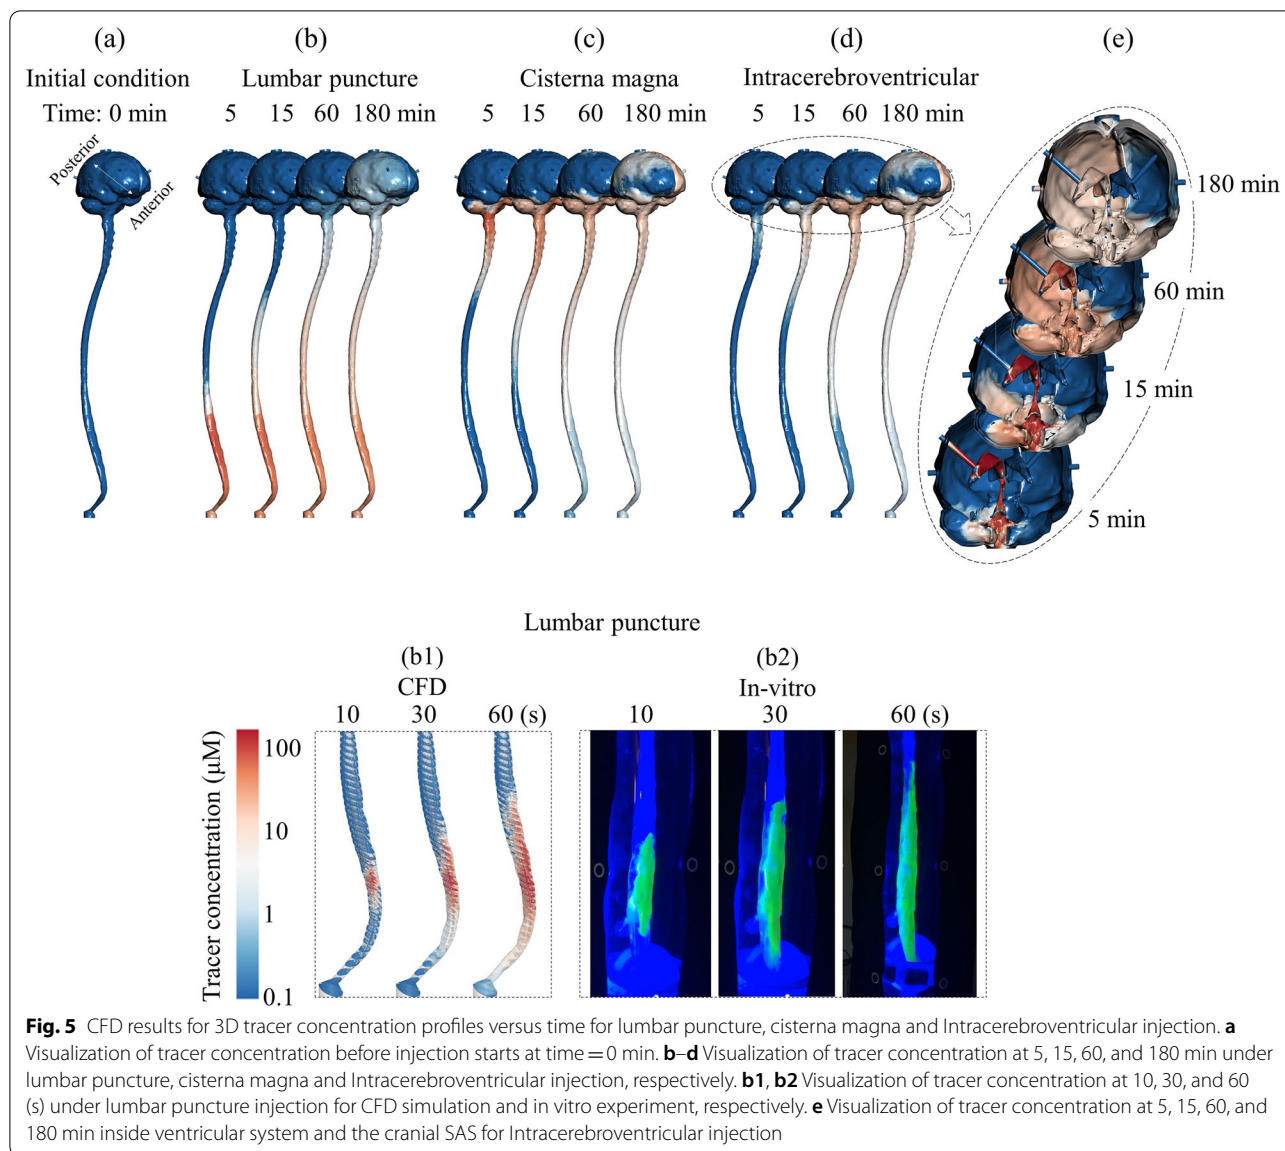 (a) (b) (c) (d) (e)
Initial condition Lumbar puncture Cisterna magna Intracerebroventricular
Time: 0 min 5 15 60 180 min 5 15 60 180 min 5 15 60 180 min
Posterior
Anterior
180 min
60 min
15 min
5 min
Lumbar puncture
(b1) (b2)
CFD In-vitro
10 30 60 (s) 10 30 60 (s)
Tracer concentration (µM)
100
10
1
0.1
Fig. 5 CFD results for 3D tracer concentration profiles versus time for lumbar puncture, cisterna magna and Intracerebroventricular injection. a
Visualization of tracer concentration before injection starts at time = 0 min. b–d Visualization of tracer concentration at 5, 15, 60, and 180 min under
lumbar puncture, cisterna magna and Intracerebroventricular injection, respectively. b1, b2 Visualization of tracer concentration at 10, 30, and 60
(s) under lumbar puncture injection for CFD simulation and in vitro experiment, respectively. e Visualization of tracer concentration at 5, 15, 60, and
180 min inside ventricular system and the cranial SAS for Intracerebroventricular injection